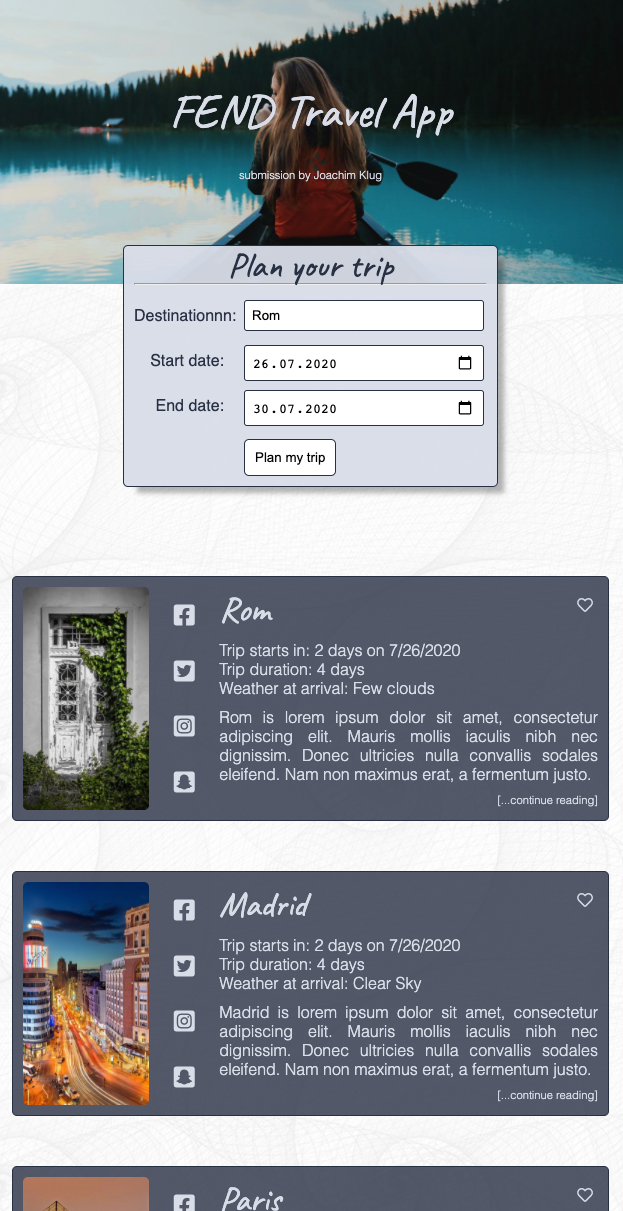 FEND Travel App
submission by Joachim Klug
Plan your trip
Destinationnn: Rom
Start date: 26.07.2020
End date: 30.07.2020
Plan my trip
Rom
Trip starts in: 2 days on 7/26/2020
Trip duration: 4 days
Weather at arrival: Few clouds
Rom is lorem ipsum dolor sit amet, consectetur
adipiscing elit. Mauris mollis iaculis nibh nec
dignissim. Donec ultricies nulla convallis sodales
eleifend. Nam non maximus erat, a fermentum justo.
[...continue reading]
Madrid
Trip starts in: 2 days on 7/26/2020
Trip duration: 4 days
Weather at arrival: Clear Sky
Madrid is lorem ipsum dolor sit amet, consectetur
adipiscing elit. Mauris mollis iaculis nibh nec
dignissim. Donec ultricies nulla convallis sodales
eleifend. Nam non maximus erat, a fermentum justo.
[...continue reading]
Paris